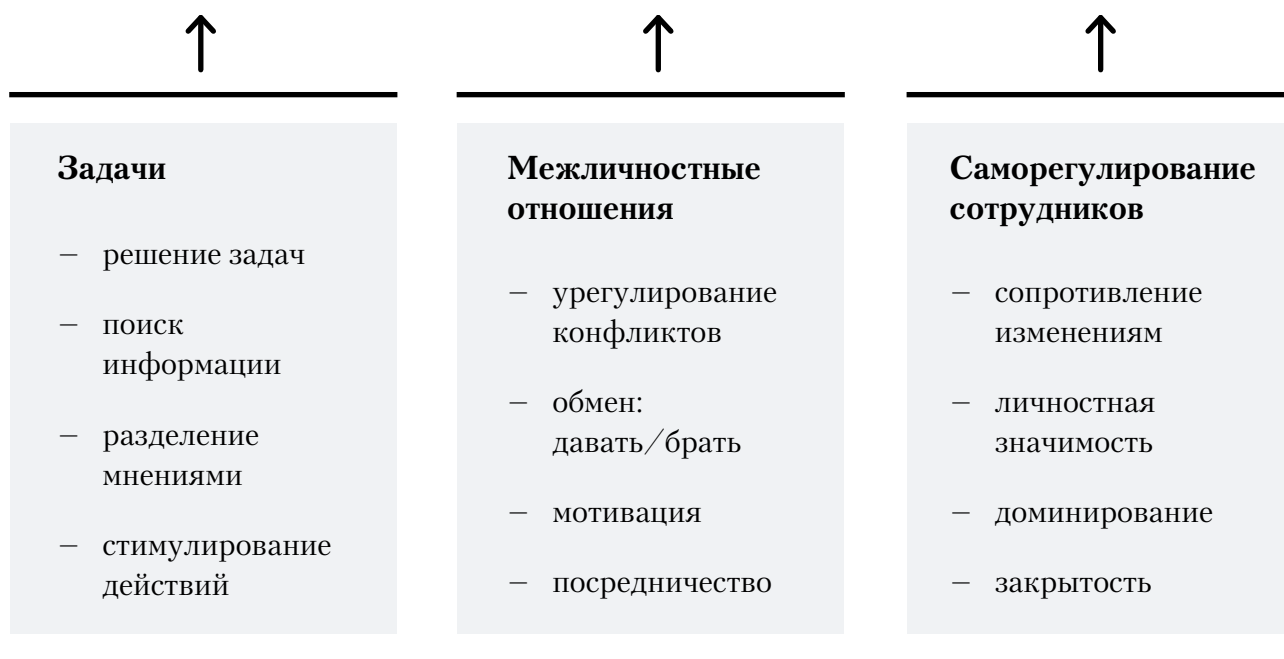 Задачи
— решение задач
— поиск
информации
— разделение
мнениями
— стимулирование
действий
Межличностные
отношения
— урегулирование
конфликтов
— обмен:
давать/брать
— мотивация
— посредничество
Саморегулирование
сотрудников
— сопротивление
изменениям
— личностная
значимость
— доминирование
— закрытость